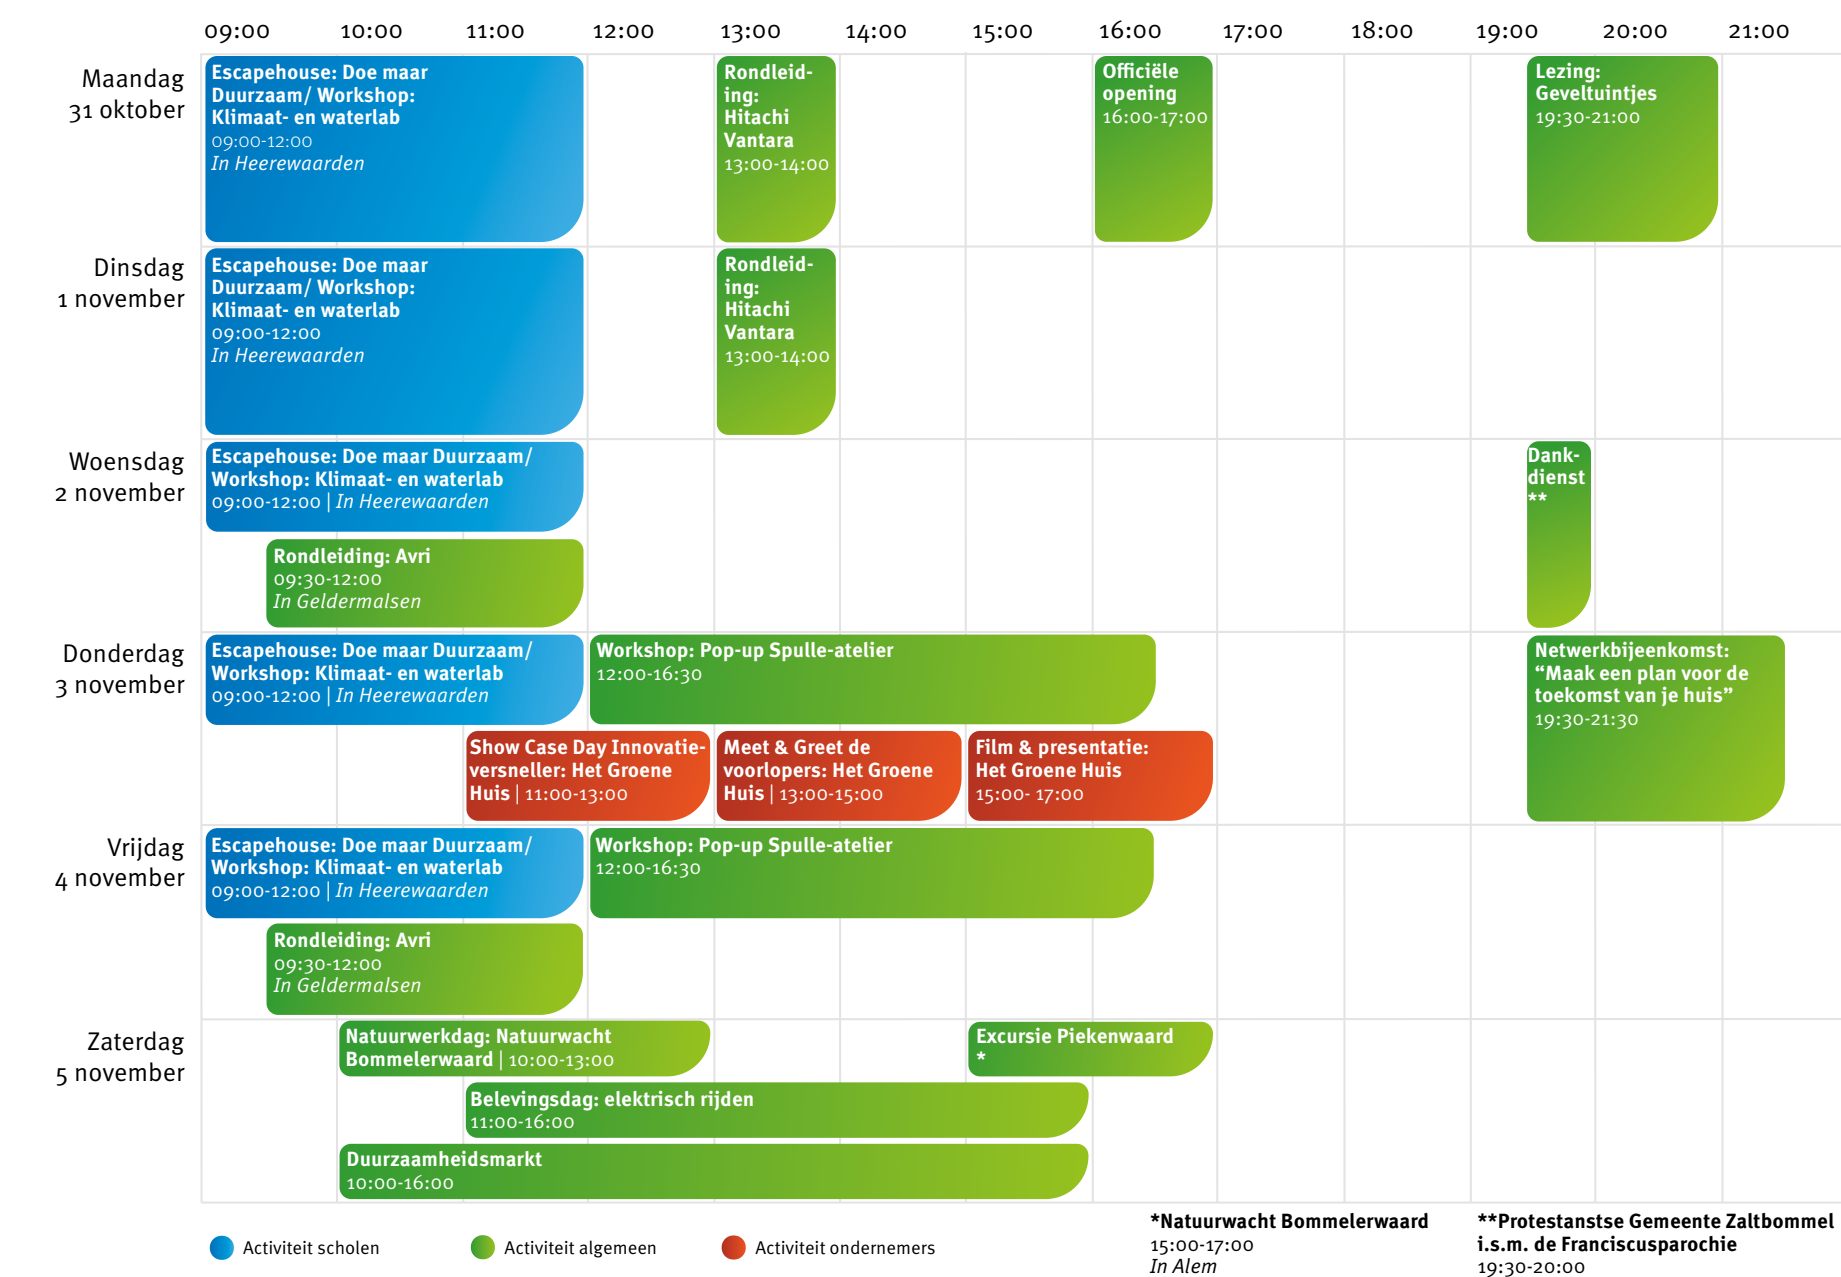 09:00 10:00 11:00 12:00 13:00 14:00 15:00 16:00 17:00 18:00 19:00 20:00 21:00
Maandag
31 oktober
Escapehouse: Doe maar
Duurzaam/ Workshop:
Klimaat- en waterlab
09:00-12:00
In Heerewaarden
Rondleid-
ing:
Hitachi
Vantara
13:00-14:00
Officiële
opening
16:00-17:00
Lezing:
Geveltuintjes
19:30-21:00
Dinsdag
1 november
Escapehouse: Doe maar
Duurzaam/ Workshop:
Klimaat- en waterlab
09:00-12:00
In Heerewaarden
Rondleid-
ing:
Hitachi
Vantara
13:00-14:00
Woensdag
2 november
Escapehouse: Doe maar Duurzaam/
Workshop: Klimaat- en waterlab
09:00-12:00 | In Heerewaarden
Rondleiding: Avri
09:30-12:00
In Geldermalsen
Dank-
dienst
**
Donderdag
3 november
Escapehouse: Doe maar Duurzaam/
Workshop: Klimaat- en waterlab
09:00-12:00 | In Heerewaarden
Workshop: Pop-up Spulle-atelier
12:00-16:30
Show Case Day Innovatie-
versneller: Het Groene
Huis | 11:00-13:00
Meet & Greet de
voorlopers: Het Groene
Huis | 13:00-15:00
Film & presentatie:
Het Groene Huis
15:00- 17:00
Netwerkbijeenkomst:
“Maak een plan voor de
toekomst van je huis”
19:30-21:30
Vrijdag
4 november
Escapehouse: Doe maar Duurzaam/
Workshop: Klimaat- en waterlab
09:00-12:00 | In Heerewaarden
Workshop: Pop-up Spulle-atelier
12:00-16:30
Rondleiding: Avri
09:30-12:00
In Geldermalsen
Zaterdag
5 november
Natuurwerkdag: Natuurwacht
Bommelerwaard | 10:00-13:00
Excursie Piekenwaard
*
Belevingsdag: elektrisch rijden
11:00-16:00
Duurzaamheidsmarkt
10:00-16:00
Activiteit scholen
Activiteit algemeen
Activiteit ondernemers
*Natuurwacht Bommelerwaard
15:00-17:00
In Alem
**Protestanstse Gemeente Zaltbommel
i.s.m. de Franciscusparochie
19:30-20:00